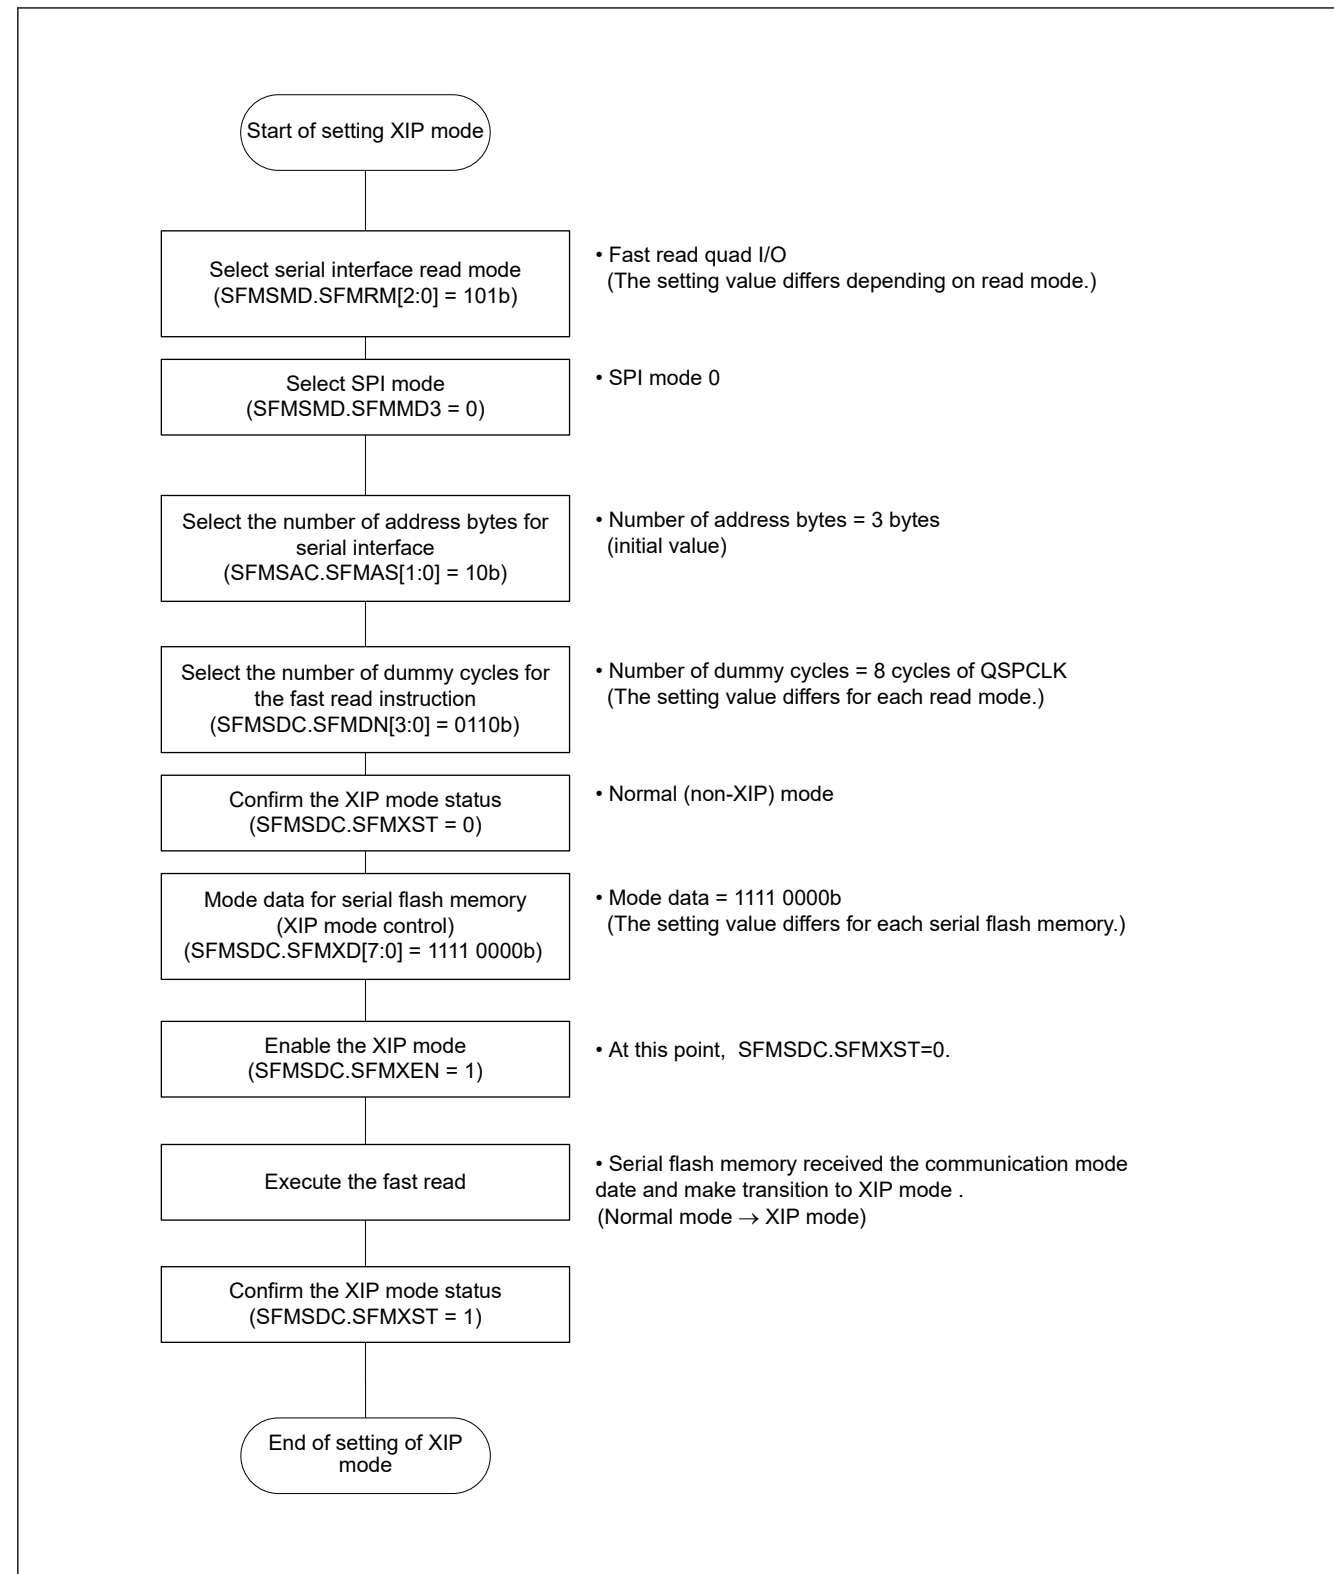 Start of setting XIP mode
Select serial interface read mode
(SFMSMD.SFMRM[2:0] = 101b)
• Fast read quad I/O
(The setting value differs depending on read mode.)
Select SPI mode
(SFMSMD.SFMMD3 = 0)
• SPI mode 0
Select the number of address bytes for
serial interface
(SFMSAC.SFMAS[1:0] = 10b)
• Number of address bytes = 3 bytes
(initial value)
Select the number of dummy cycles for
the fast read instruction
(SFMSDC.SFMDN[3:0] = 0110b)
• Number of dummy cycles = 8 cycles of QSPCLK
(The setting value differs for each read mode.)
Confirm the XIP mode status
(SFMSDC.SFMXST = 0)
• Normal (non-XIP) mode
Mode data for serial flash memory
(XIP mode control)
(SFMSDC.SFMXD[7:0] = 1111 0000b)
• Mode data = 1111 0000b
(The setting value differs for each serial flash memory.)
Enable the XIP mode
(SFMSDC.SFMXEN = 1)
• At this point,  SFMSDC.SFMXST=0.
Execute the fast read
• Serial flash memory received the communication mode
date and make transition to XIP mode .
(Normal mode → XIP mode)
Confirm the XIP mode status
(SFMSDC.SFMXST = 1)
End of setting of XIP
mode